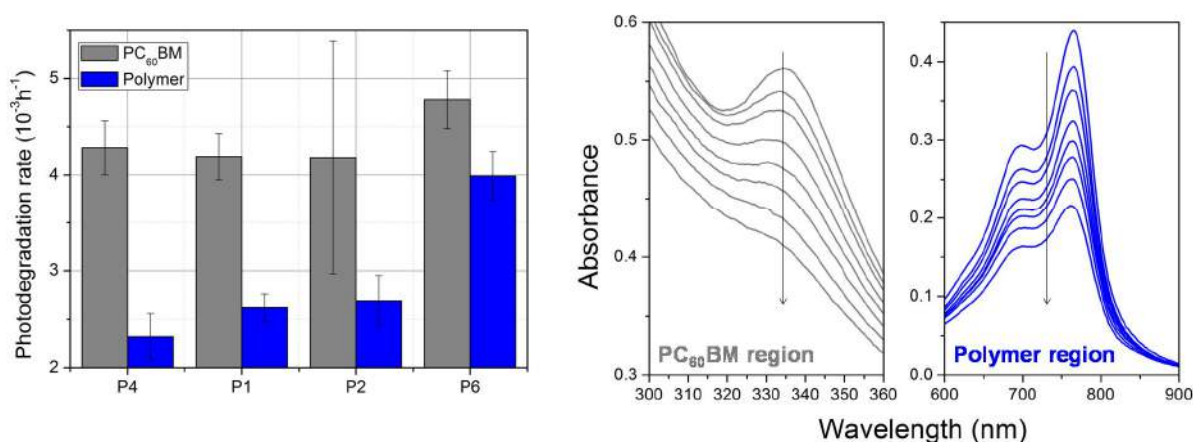 PC₆₀BM
Polymer
Photodegradation rate (10⁻³h⁻¹)
5
4
3
2
P4 P1 P2 P6
Absorbance
0.6
0.5
0.4
0.3
PC₆₀BM region
300 310 320 330 340 350 360
0.4
0.3
0.2
0.1
0.0
Polymer region
600 700 800 900
Wavelength (nm)